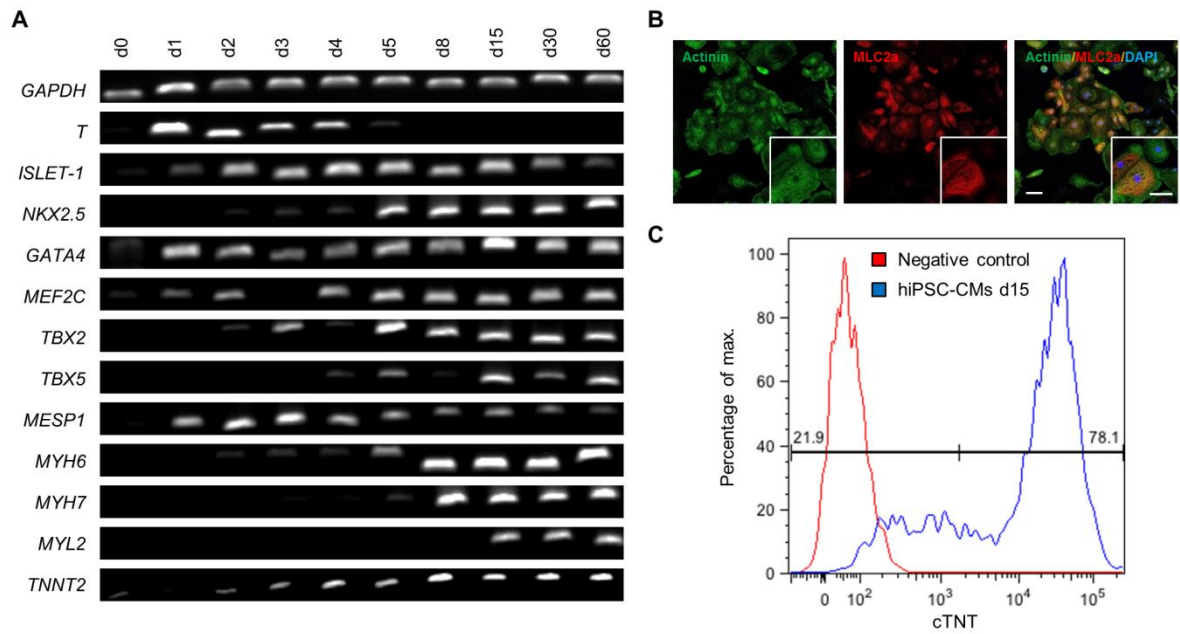 A
d0 d1 d2 d3 d4 d5 d8 d15 d30 d60
GAPDH
T
ISLET-1
NKX2.5
GATA4
MEF2C
TBX2
TBX5
MESP1
MYH6
MYH7
MYL2
TNNT2
B
Actinin
MLC2a
Actinin/MLC2a/DAPI
C
Negative control
hiPSC-CMs d15
100
80
60
40
20
0
21.9
78.1
Percentage of max.
0 10² 10³ 10⁴ 10⁵
cTNT